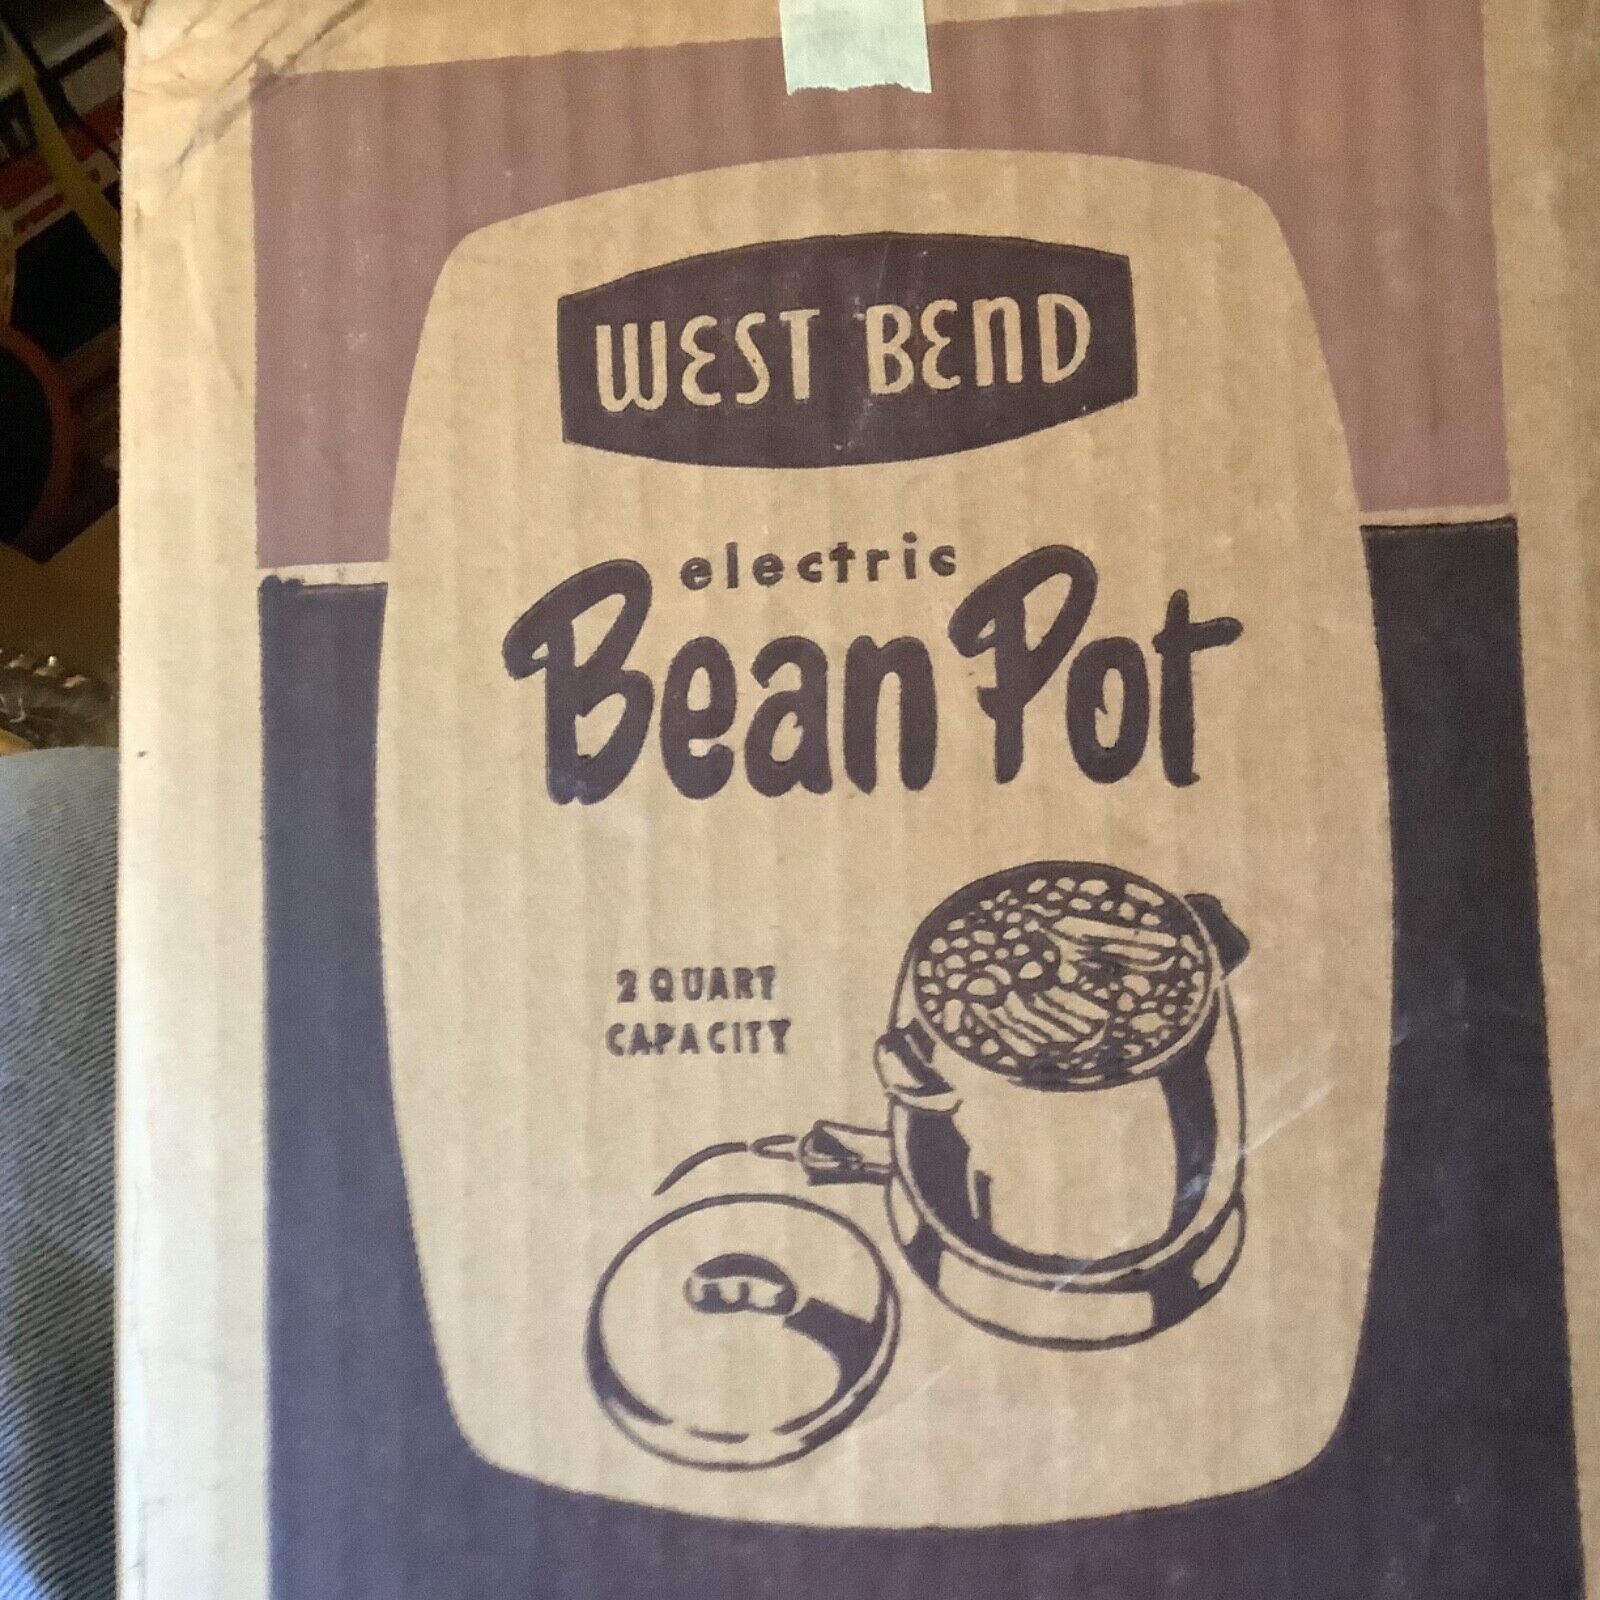 WEST BEND
electric
Bean Pot
2 QUART
CAPACITY